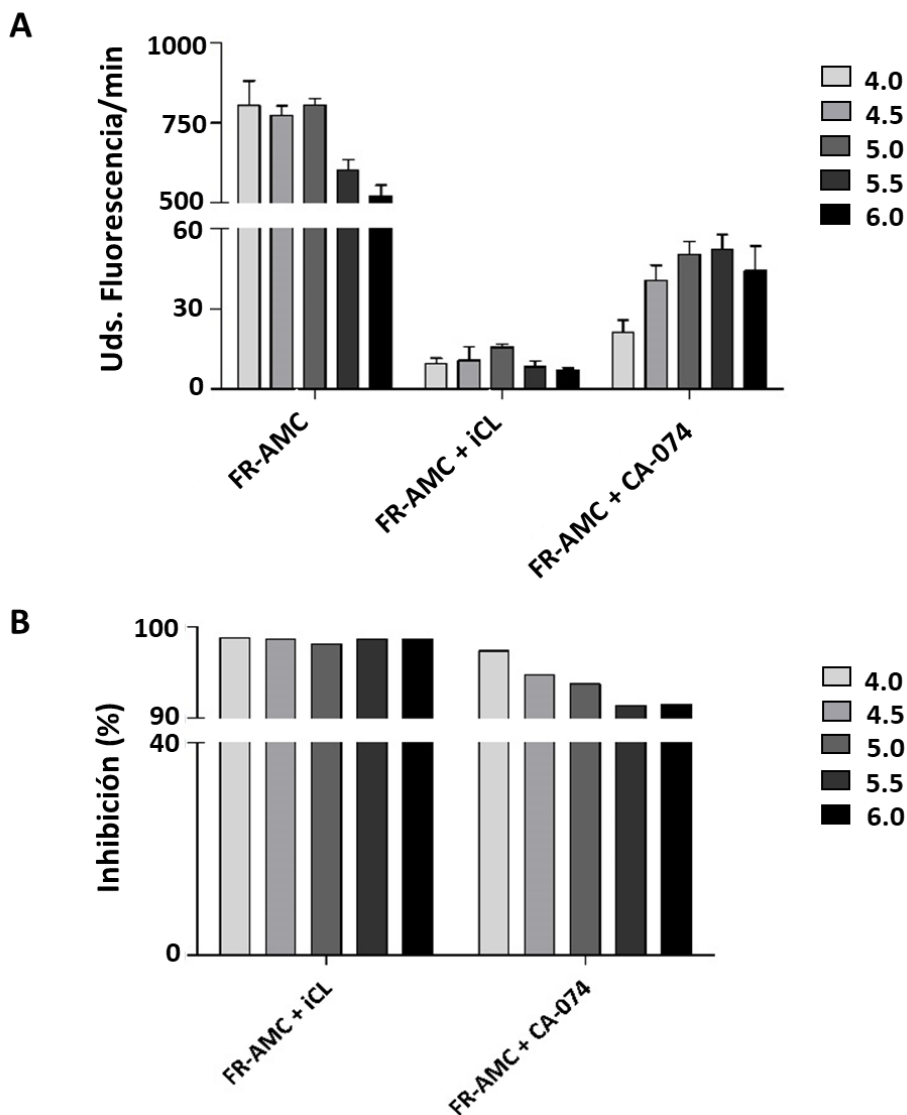 A
Uds. Fluorescencia/min
1000
750
500
60
30
0
FR-AMC
FR-AMC + iCL
FR-AMC + CA-074
4.0
4.5
5.0
5.5
6.0
B
Inhibición (%)
100
90
40
0
FR-AMC + iCL
FR-AMC + CA-074
4.0
4.5
5.0
5.5
6.0